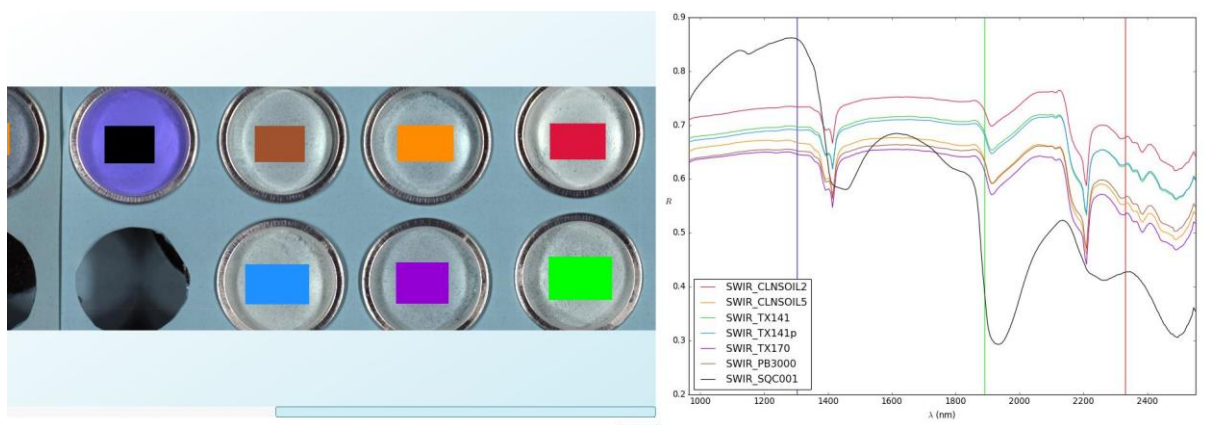 0.9
0.8
0.7
0.6
R
0.5
0.4
0.3
0.2
SWIR_CLNSOIL2
SWIR_CLNSOIL5
SWIR_TX141
SWIR_TX141p
SWIR_TX170
SWIR_PB3000
SWIR_SQC001
1000 1200 1400 1600 1800 2000 2200 2400
λ (nm)